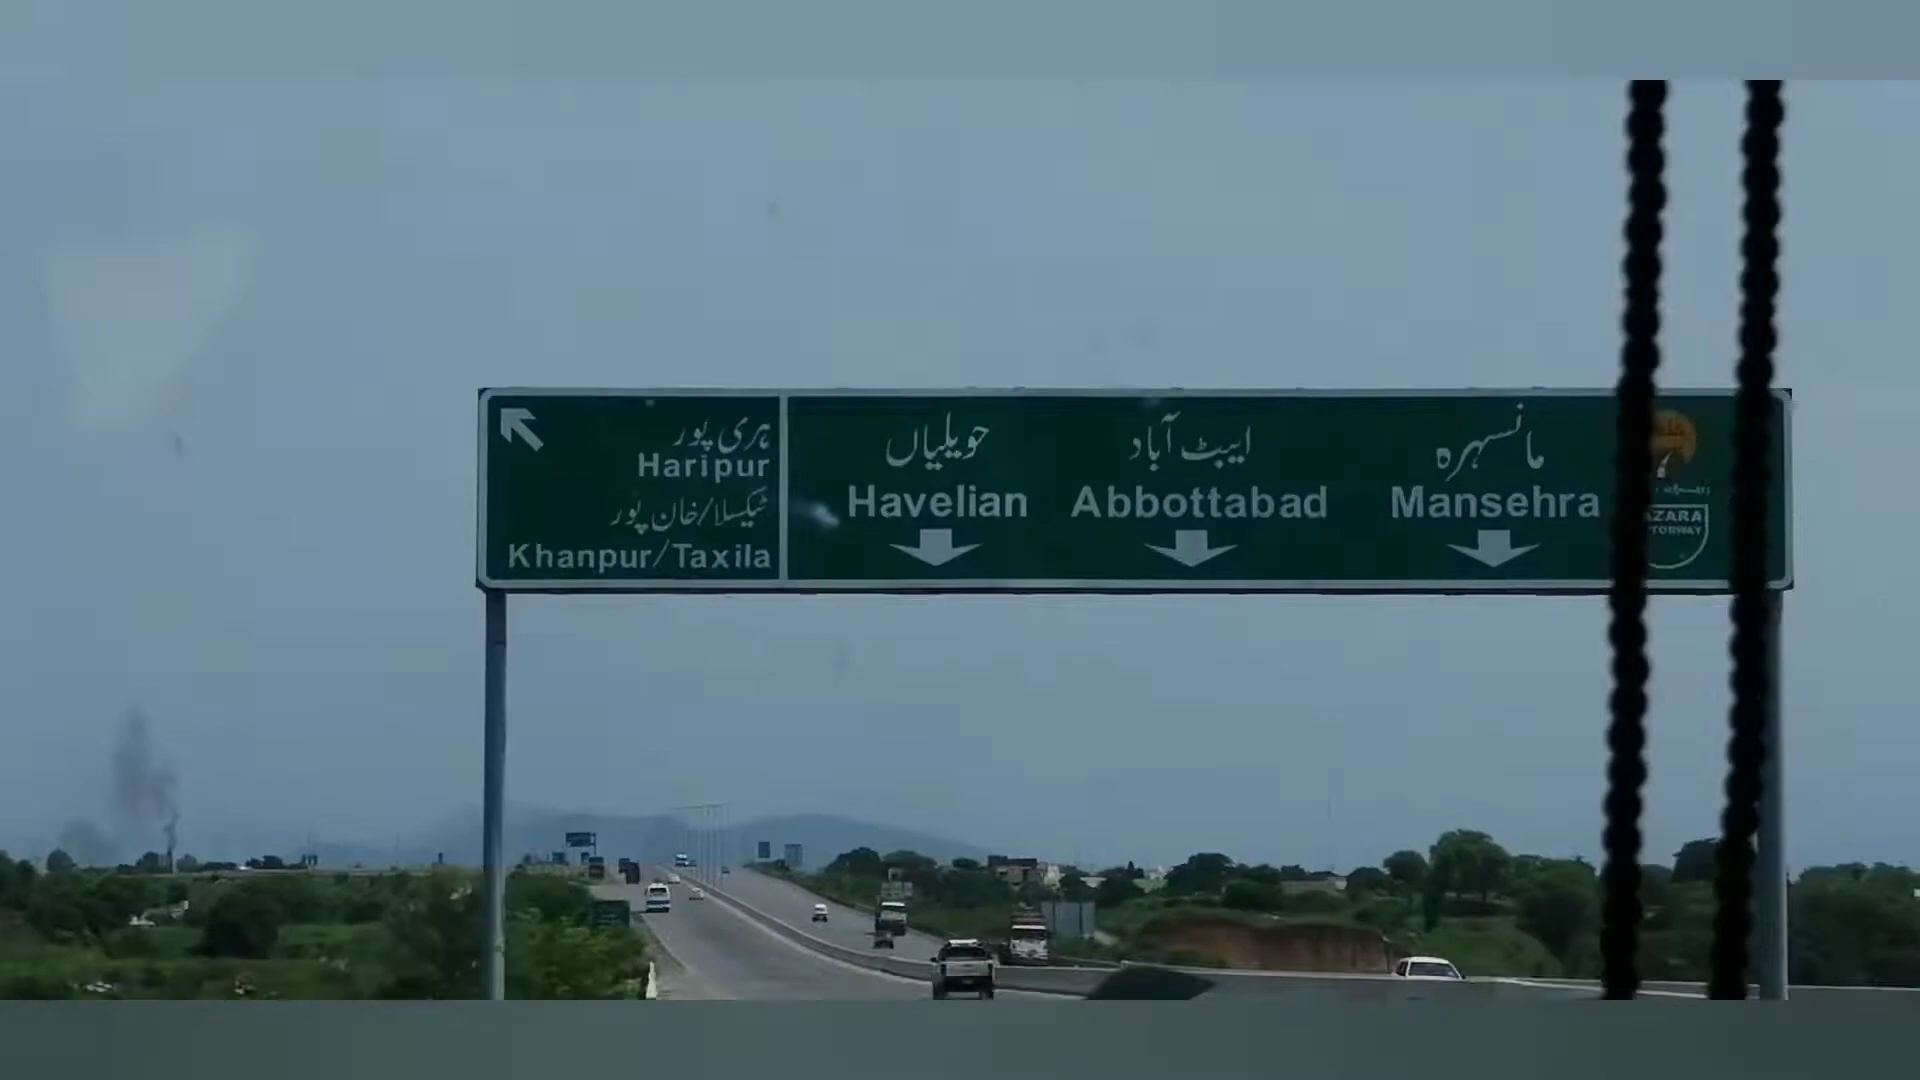 ہری پور
Haripur
ٹیکسلا/خان پور
Khanpur/Taxila
حویلیاں
Havelian
ایبٹ آباد
Abbottabad
مانسہرہ
Mansehra